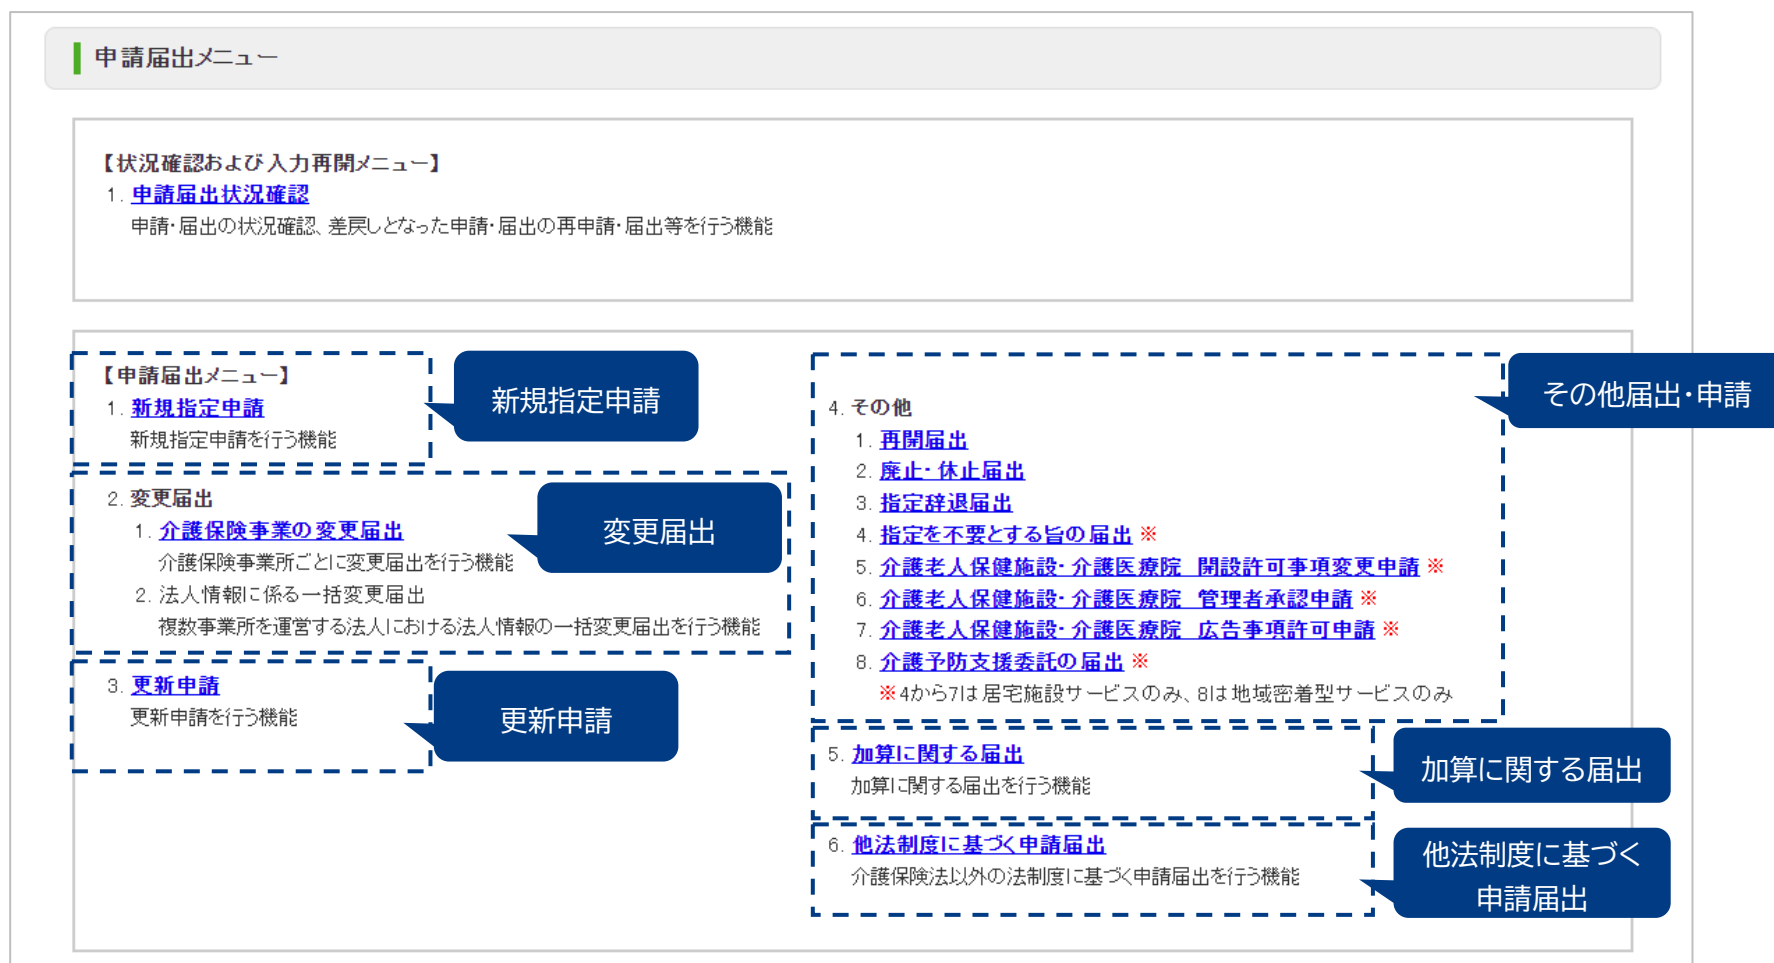 申請届出メニュー
【状況確認および入力再開メニュー】
1. 申請届出状況確認
申請・届出の状況確認、差戻しとなった申請・届出の再申請・届出等を行う機能
【申請届出メニュー】
1. 新規指定申請
新規指定申請を行う機能
新規指定申請
2. 変更届出
1. 介護保険事業の変更届出
介護保険事業所ごとに変更届出を行う機能
2. 法人情報に係る一括変更届出
複数事業所を運営する法人における法人情報の一括変更届出を行う機能
変更届出
3. 更新申請
更新申請を行う機能
更新申請
4. その他
1. 再開届出
2. 廃止・休止届出
3. 指定辞退届出
4. 指定を不要とする旨の届出 ※
5. 介護老人保健施設・介護医療院 開設許可事項変更申請 ※
6. 介護老人保健施設・介護医療院 管理者承認申請 ※
7. 介護老人保健施設・介護医療院 広告事項許可申請 ※
8. 介護予防支援委託の届出 ※
※4から7は居宅施設サービスのみ、8は地域密着型サービスのみ
その他届出・申請
5. 加算に関する届出
加算に関する届出を行う機能
加算に関する届出
6. 他法制度に基づく申請届出
介護保険法以外の法制度に基づく申請届出を行う機能
他法制度に基づく
申請届出